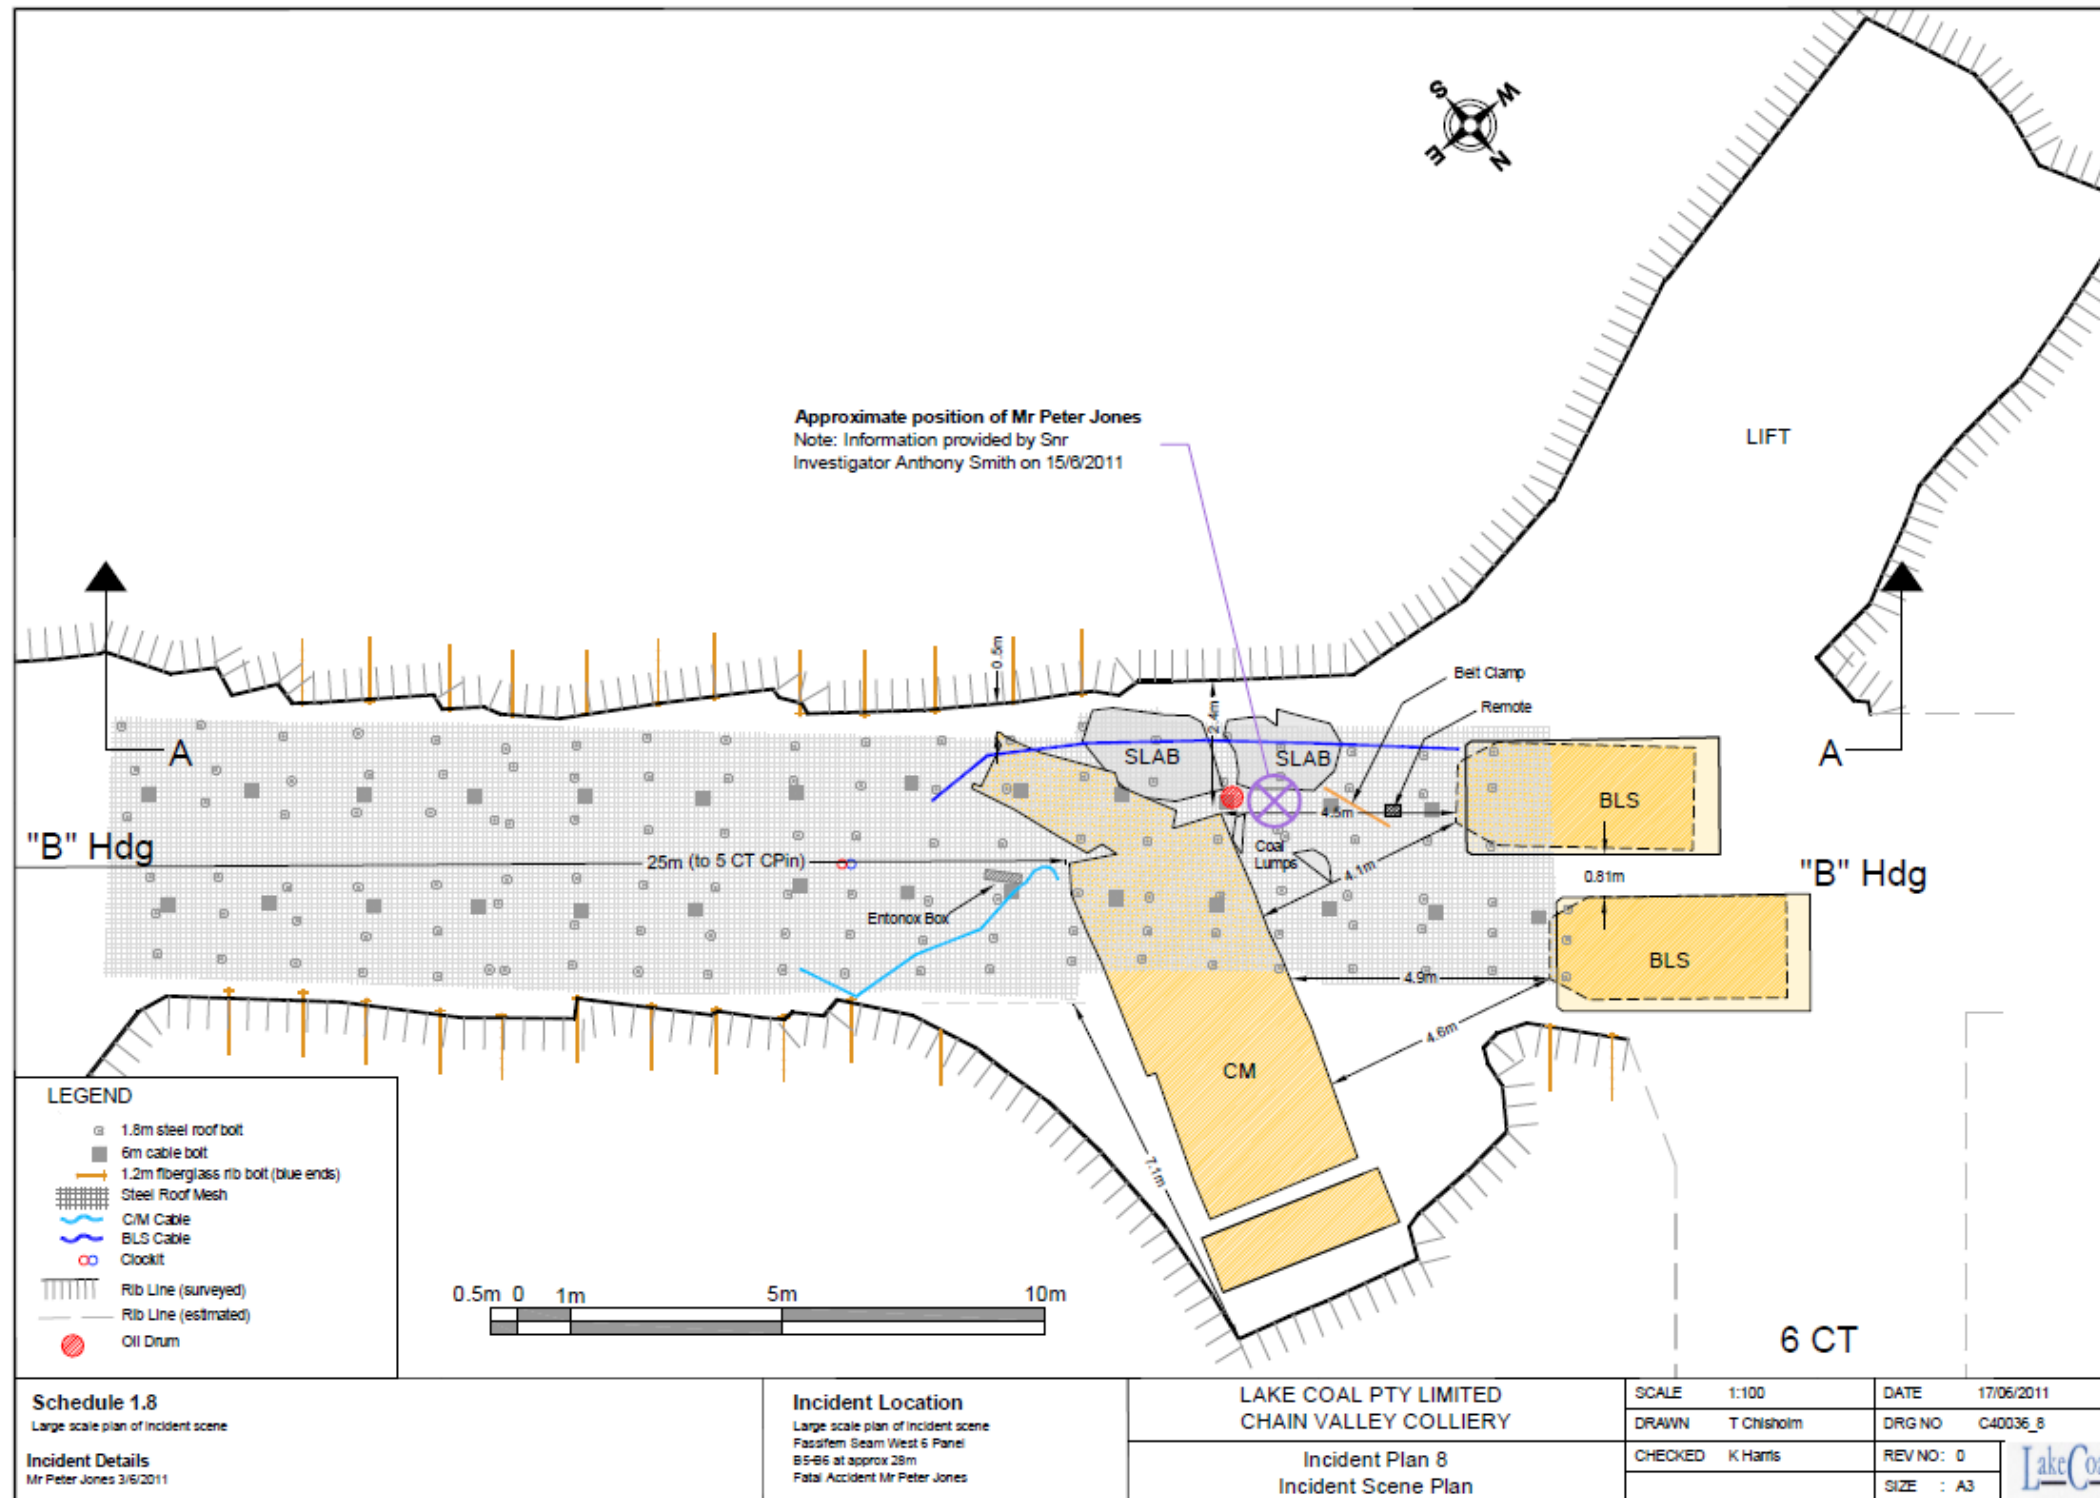 S
W
E
N
Approximate position of Mr Peter Jones
Note: Information provided by Snr
Investigator Anthony Smith on 15/6/2011
LIFT
0.5m
Belt Clamp
Remote
2.4m
SLAB
SLAB
A
A
BLS
4.5m
"B" Hdg
25m (to 5 CT CPin)
Coal
Lumps
4.1m
0.81m
"B" Hdg
Entonox Box
BLS
4.9m
4.6m
CM
7.1m
LEGEND
1.8m steel roof bolt
6m cable bolt
1.2m fiberglass rib bolt (blue ends)
Steel Roof Mesh
C/M Cable
BLS Cable
Clockit
Rib Line (surveyed)
Rib Line (estimated)
Oil Drum
0.5m 0 1m 5m 10m
6 CT
Schedule 1.8
Large scale plan of incident scene
Incident Details
Mr Peter Jones 3/6/2011
Incident Location
Large scale plan of incident scene
Fassifern Seam West 6 Panel
B5-B6 at approx 28m
Fatal Accident Mr Peter Jones
LAKE COAL PTY LIMITED
CHAIN VALLEY COLLIERY
Incident Plan 8
Incident Scene Plan
SCALE 1:100
DATE 17/06/2011
DRAWN T Chisholm
DRG NO C40036_8
CHECKED K Harris
REV NO: 0
SIZE : A3
LakeCoa